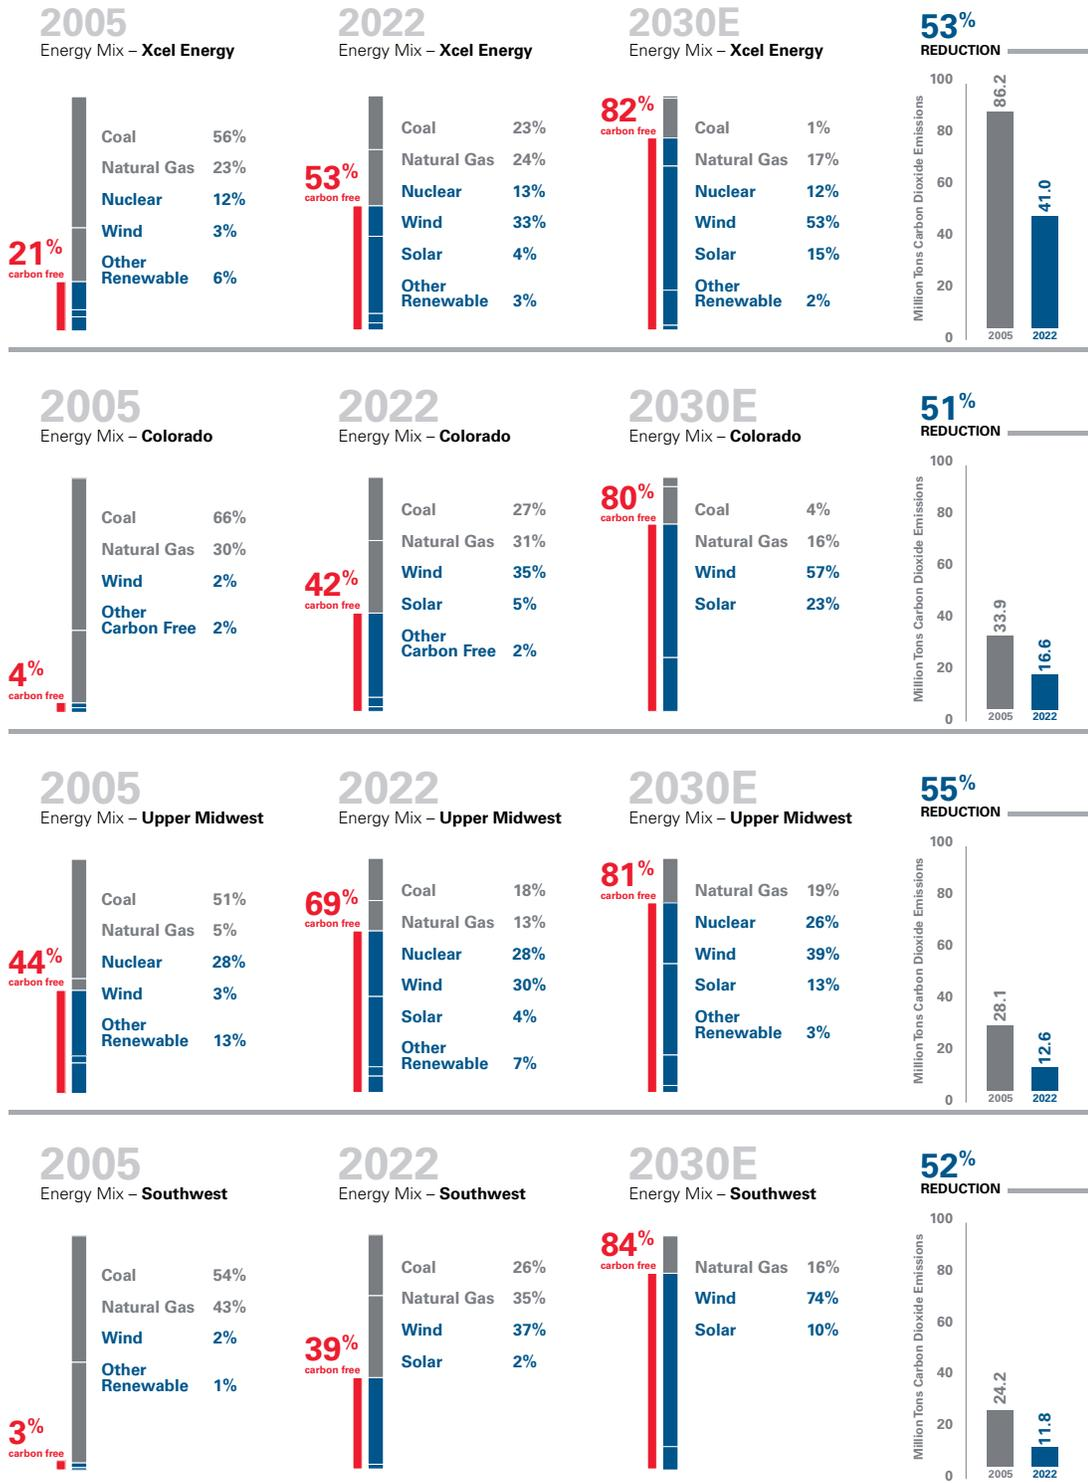 2005
Energy Mix – Xcel Energy
21%
carbon free
Coal 56%
Natural Gas 23%
Nuclear 12%
Wind 3%
Other
Renewable 6%
2022
Energy Mix – Xcel Energy
53%
carbon free
Coal 23%
Natural Gas 24%
Nuclear 13%
Wind 33%
Solar 4%
Other
Renewable 3%
2030E
Energy Mix – Xcel Energy
82%
carbon free
Coal 1%
Natural Gas 17%
Nuclear 12%
Wind 53%
Solar 15%
Other
Renewable 2%
53%
REDUCTION
Million Tons Carbon Dioxide Emissions
100
80
60
40
20
0
86.2
41.0
2005 2022
2005
Energy Mix – Colorado
4%
carbon free
Coal 66%
Natural Gas 30%
Wind 2%
Other
Carbon Free 2%
2022
Energy Mix – Colorado
42%
carbon free
Coal 27%
Natural Gas 31%
Wind 35%
Solar 5%
Other
Carbon Free 2%
2030E
Energy Mix – Colorado
80%
carbon free
Coal 4%
Natural Gas 16%
Wind 57%
Solar 23%
51%
REDUCTION
Million Tons Carbon Dioxide Emissions
100
80
60
40
20
0
33.9
16.6
2005 2022
2005
Energy Mix – Upper Midwest
44%
carbon free
Coal 51%
Natural Gas 5%
Nuclear 28%
Wind 3%
Other
Renewable 13%
2022
Energy Mix – Upper Midwest
69%
carbon free
Coal 18%
Natural Gas 13%
Nuclear 28%
Wind 30%
Solar 4%
Other
Renewable 7%
2030E
Energy Mix – Upper Midwest
81%
carbon free
Natural Gas 19%
Nuclear 26%
Wind 39%
Solar 13%
Other
Renewable 3%
55%
REDUCTION
Million Tons Carbon Dioxide Emissions
100
80
60
40
20
0
28.1
12.6
2005 2022
2005
Energy Mix – Southwest
3%
carbon free
Coal 54%
Natural Gas 43%
Wind 2%
Other
Renewable 1%
2022
Energy Mix – Southwest
39%
carbon free
Coal 26%
Natural Gas 35%
Wind 37%
Solar 2%
2030E
Energy Mix – Southwest
84%
carbon free
Natural Gas 16%
Wind 74%
Solar 10%
52%
REDUCTION
Million Tons Carbon Dioxide Emissions
100
80
60
40
20
0
24.2
11.8
2005 2022